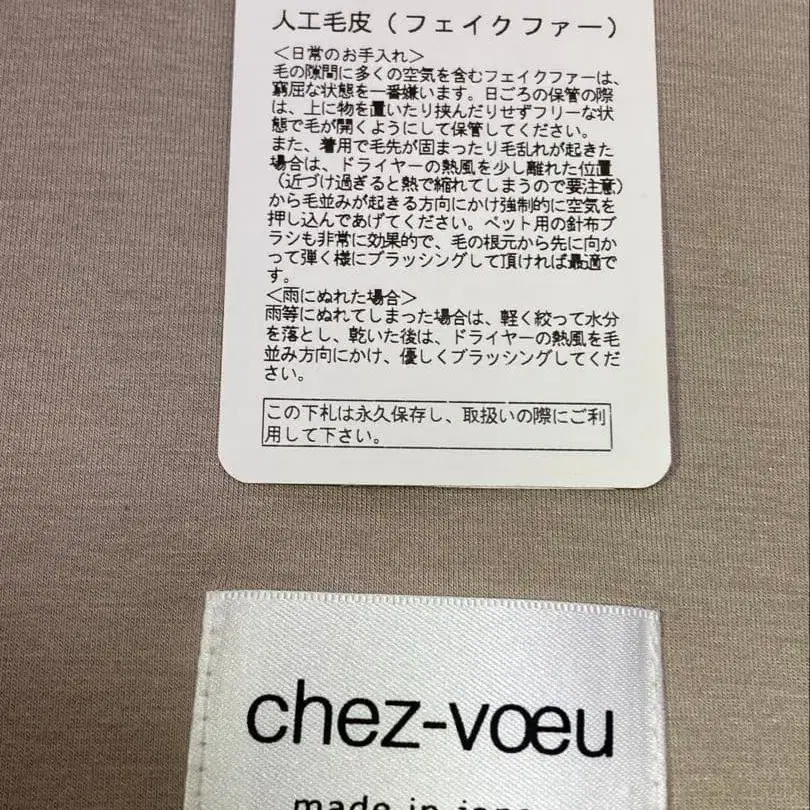 人工毛皮(フェイクファー)
<日常のお手入れ>
毛の隙間に多くの空気を含むフェイクファーは、
窮屈な状態を一番嫌います。日ごろの保管の際
は、上に物を置いたり挟んだりせずフリーな状
態で毛が開くようにして保管してください。
また、着用で毛先が固まったり毛乱れが起きた
場合は、ドライヤーの熱風を少し離れた位置
(近づけ過ぎると熱で縮れてしまうので要注意)
から毛並みが起きる方向にかけ強制的に空気を
押し込んであげてください。ペット用の針布ブ
ラシも非常に効果的で、毛の根元から先に向か
って弾く様にブラッシングして頂ければ最適で
す。
<雨にぬれた場合>
雨等にぬれてしまった場合は、軽く絞って水分
を落とし、乾いた後は、ドライヤーの熱風を毛
並み方向にかけ、優しくブラッシングしてくだ
さい。
この下札は永久保存し、取扱いの際にご利
用して下さい。
chez-vœu
made in